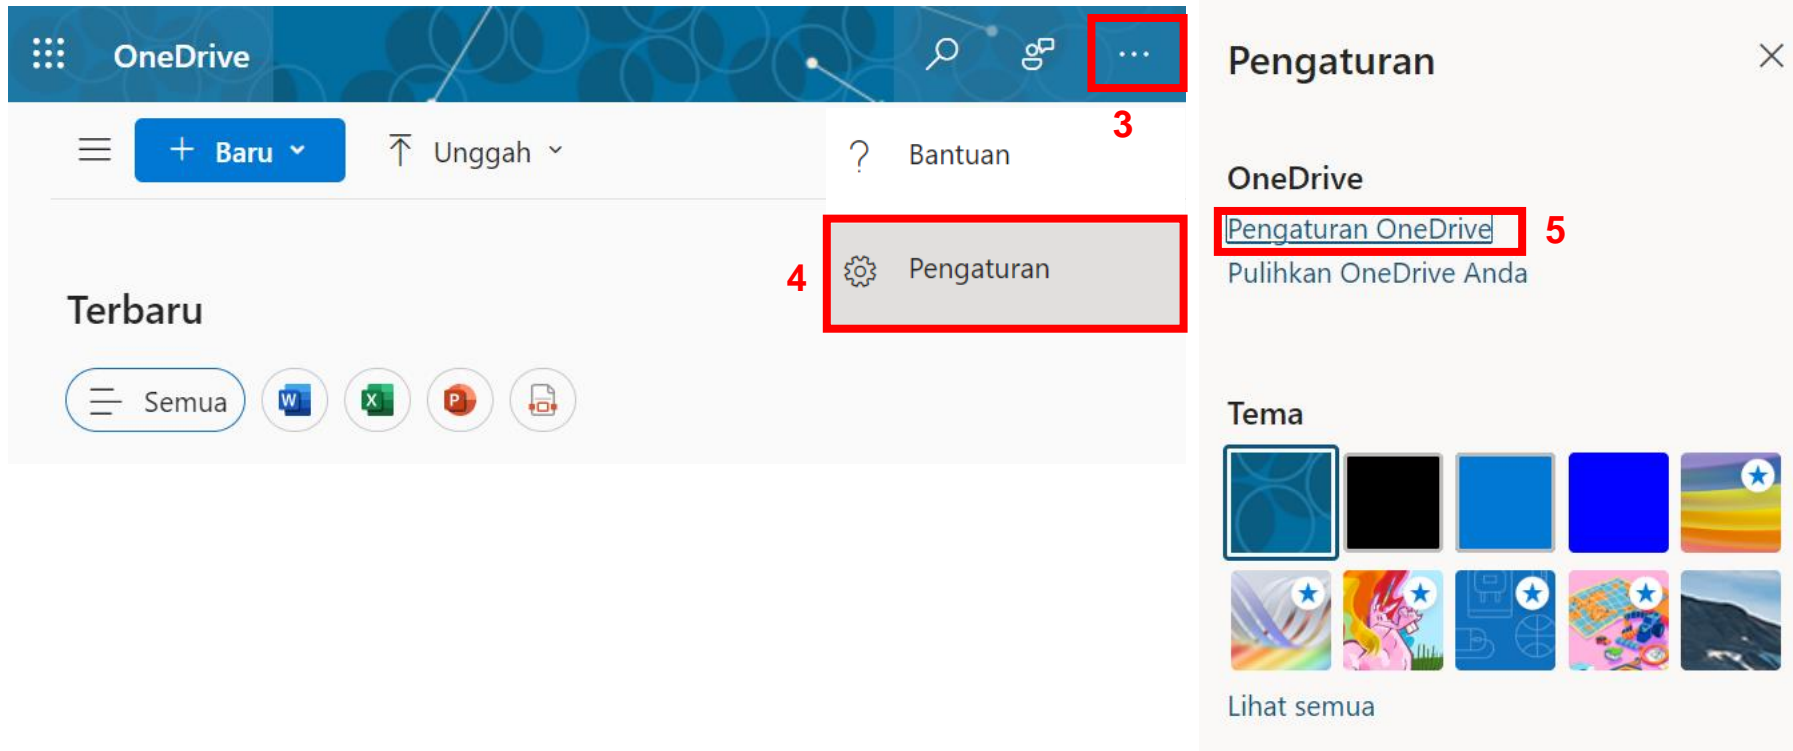 OneDrive
3
+ Baru
Unggah
? Bantuan
4
Pengaturan
Terbaru
Semua
W
X
P
Pengaturan
OneDrive
Pengaturan OneDrive
5
Pulihkan OneDrive Anda
Tema
Lihat semua